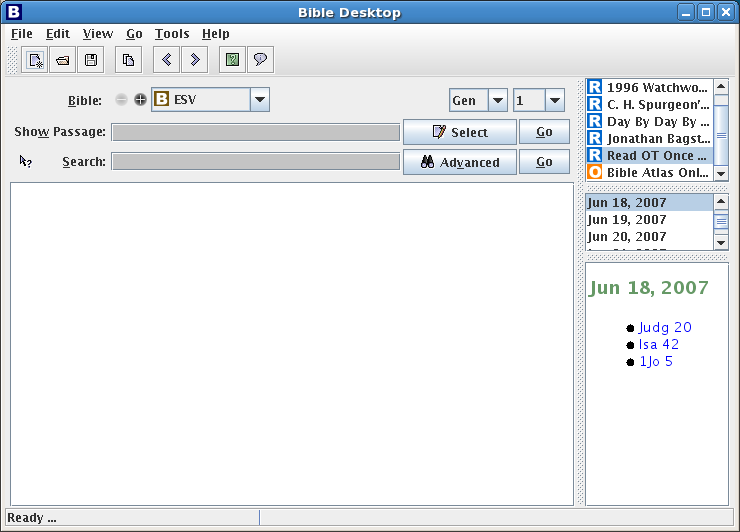 Bible Desktop
File Edit View Go Tools Help
Bible: ESV Gen 1
Show Passage: Select Go
Search: Advanced Go
1996 Watchwo...
C. H. Spurgeon'...
Day By Day By ...
Jonathan Bagst...
Read OT Once ...
Bible Atlas Onl...
Jun 18, 2007
Jun 19, 2007
Jun 20, 2007
Jun 18, 2007
Judg 20
Isa 42
1Jo 5
Ready ...